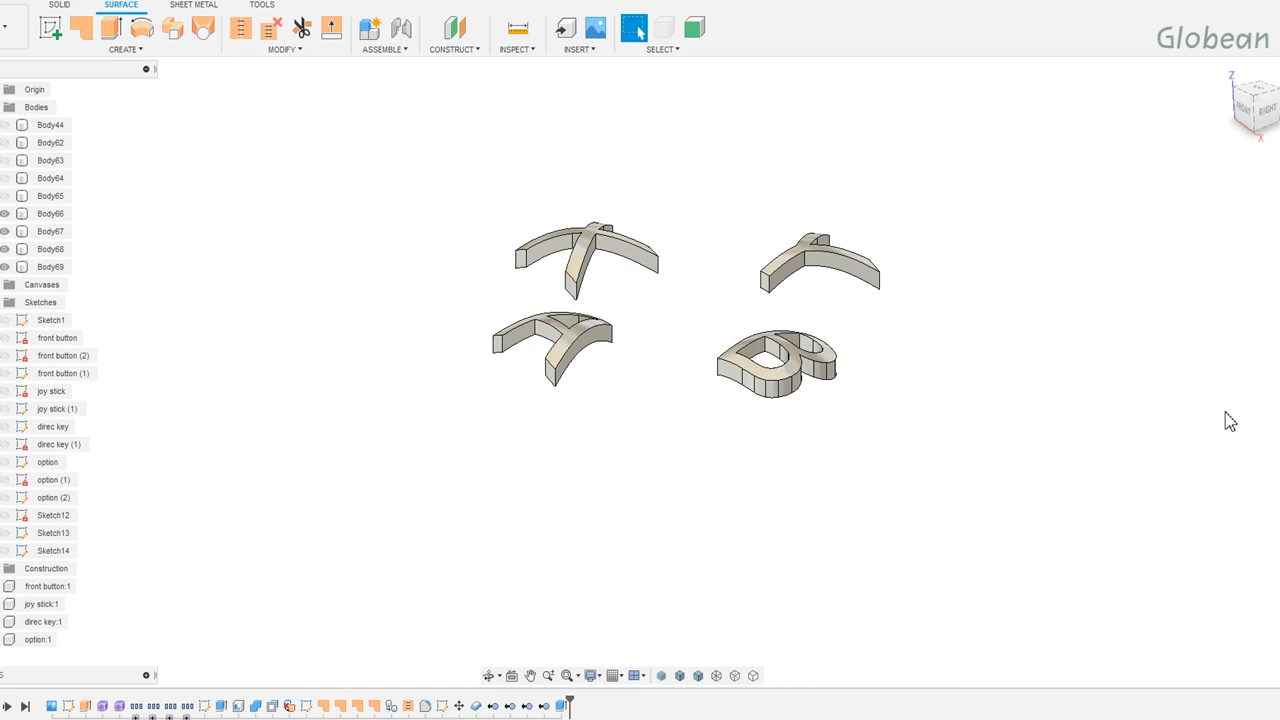 SOLID SURFACE SHEET METAL TOOLS
CREATE MODIFY ASSEMBLE CONSTRUCT INSPECT INSERT SELECT
Globean
Z
FRONT RIGHT
X
Origin
Bodies
Body44
Body62
Body63
Body64
Body65
Body66
Body67
Body68
Body69
Canvases
Sketches
Sketch1
front button
front button (2)
front button (1)
joy stick
joy stick (1)
direc key
direc key (1)
option
option (1)
option (2)
Sketch12
Sketch13
Sketch14
Construction
front button:1
joy stick:1
direc key:1
option:1
X Y
A B